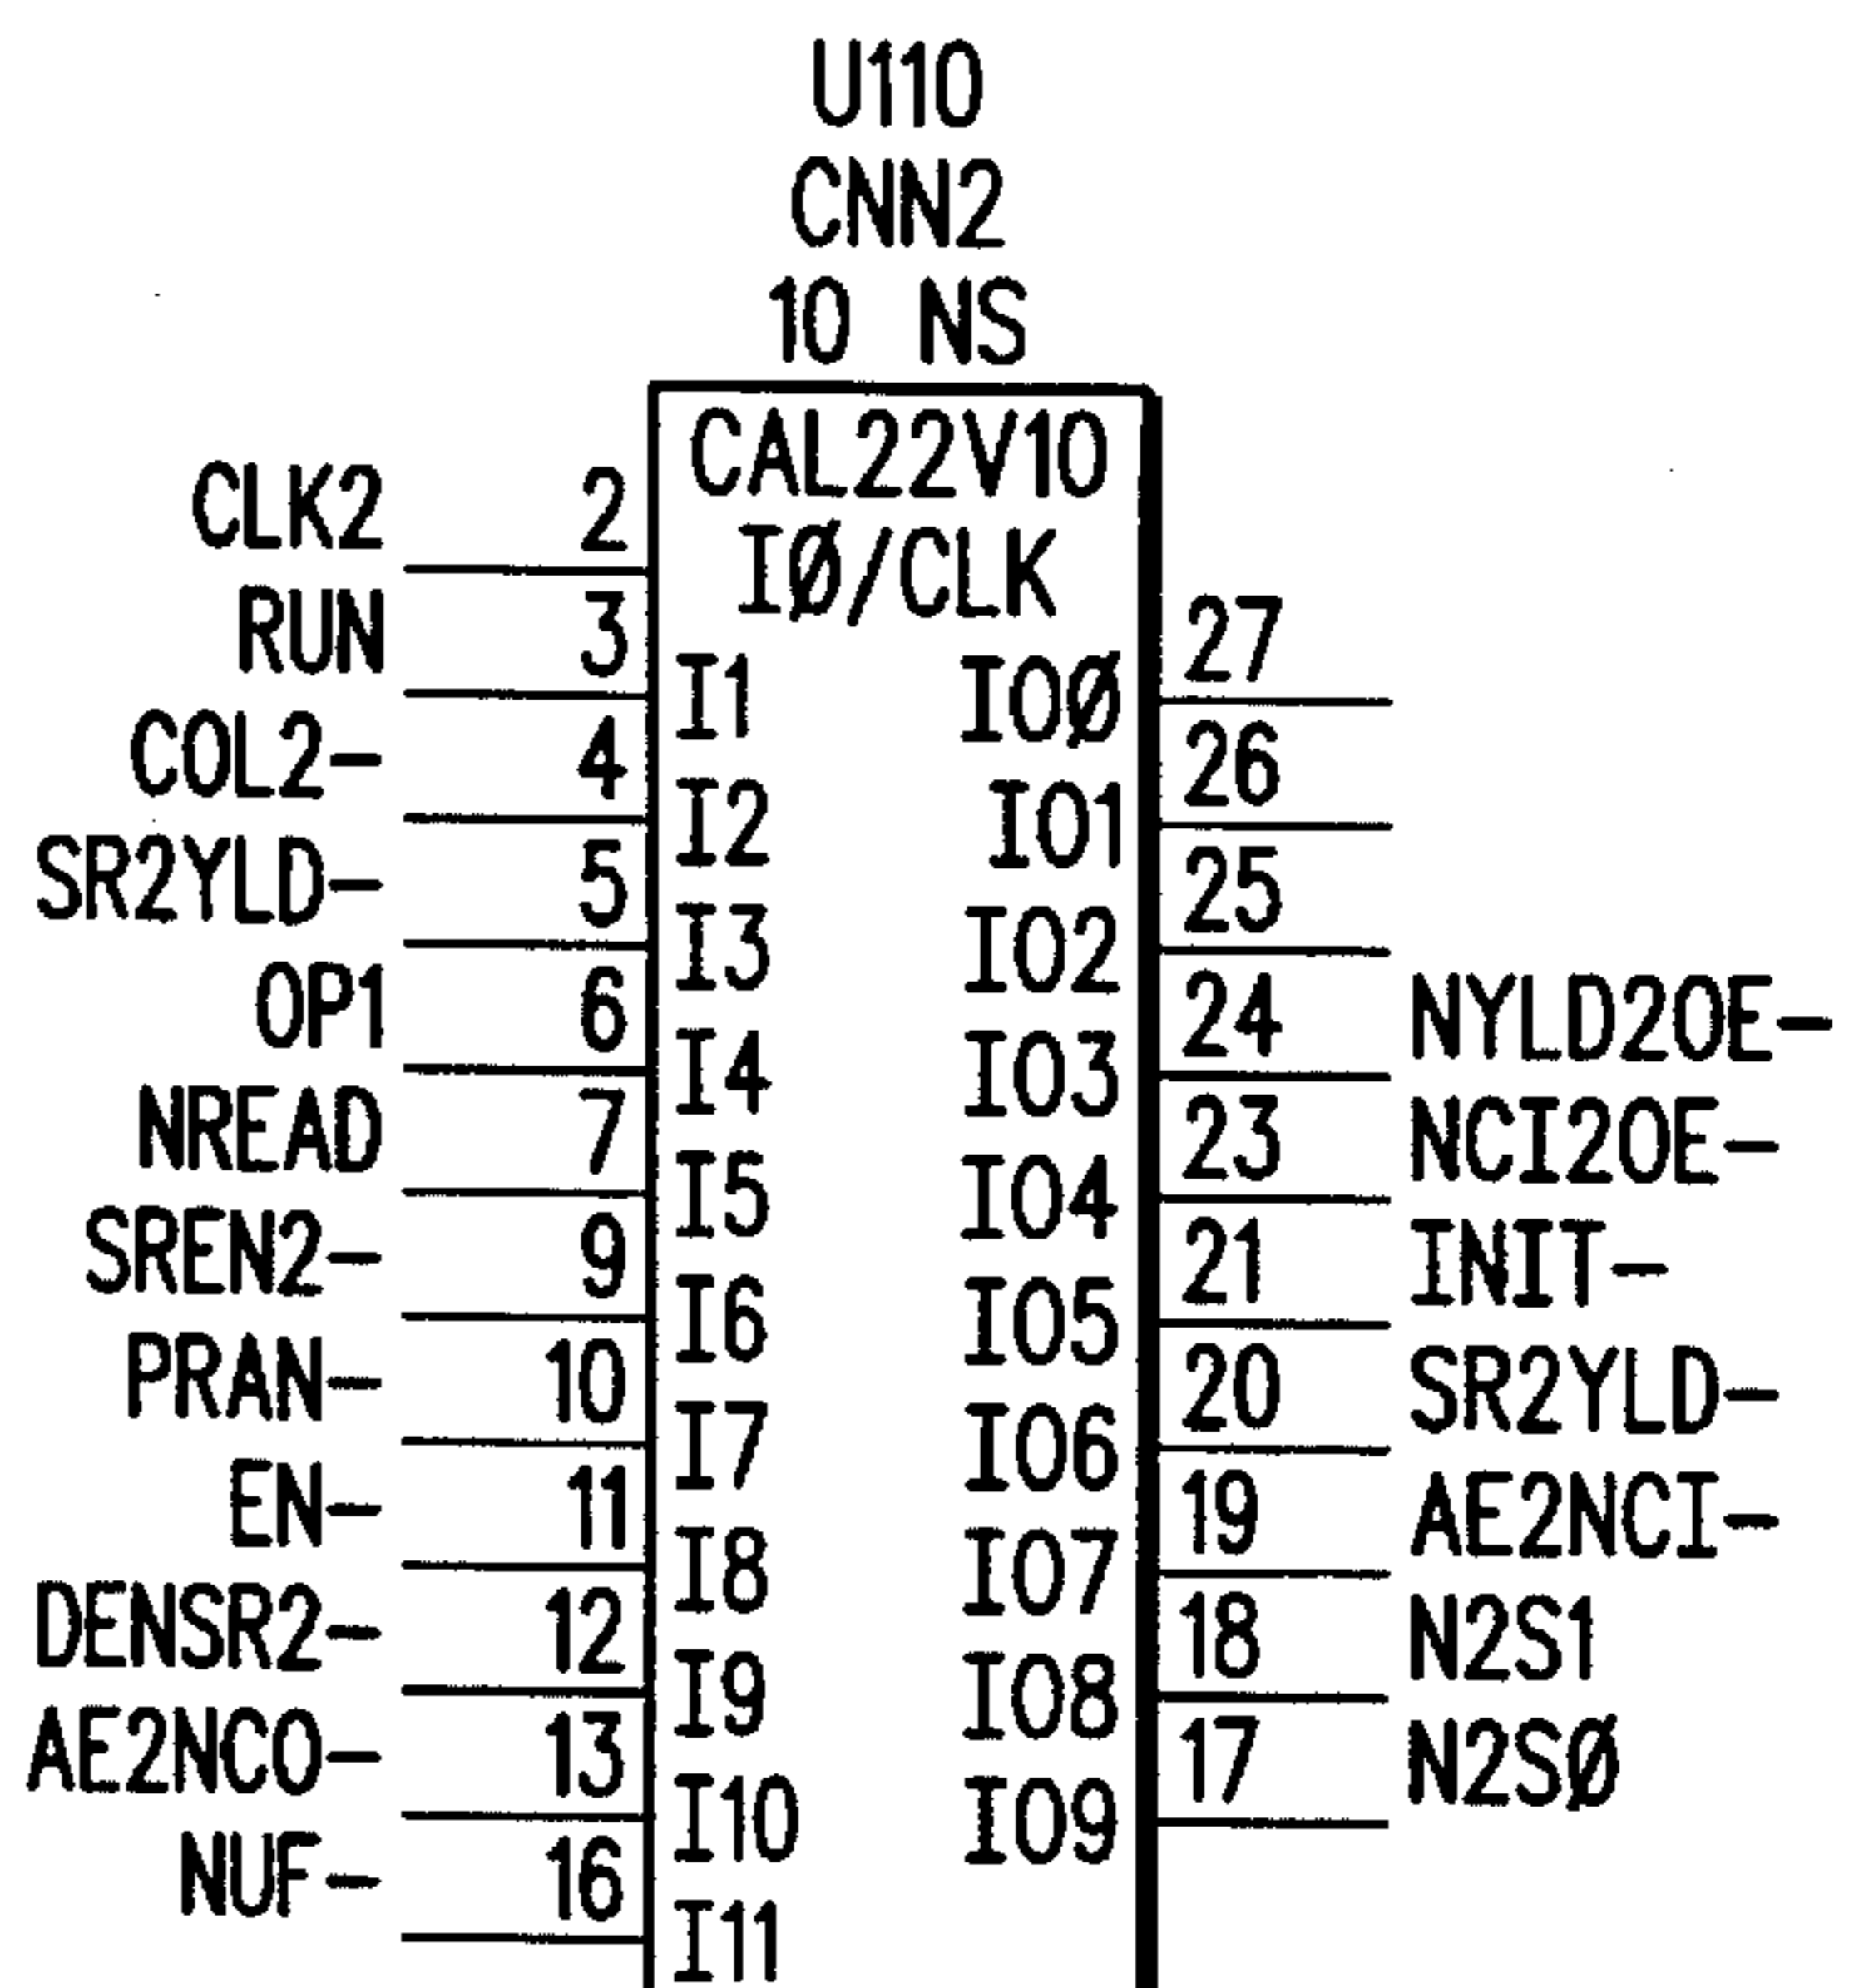 U110
CNN2
10 NS
CAL22V10
CLK2 2
I0/CLK
RUN 3 27
I1 IOØ
COL2- 4 26
I2 IO1
SR2YLD- 5 25
I3 IO2
OP1 6 24 NYLD2OE-
I4 IO3
NREAD 7 23 NCI2OE-
I5 IO4
SREN2- 9 21 INIT-
I6 IO5
PRAN- 10 20 SR2YLD-
I7 IO6
EN- 11 19 AE2NCI-
I8 IO7
DENSR2- 12 18 N2S1
I9 IO8
AE2NCO- 13 17 N2SØ
I10 IO9
NUF- 16
I11